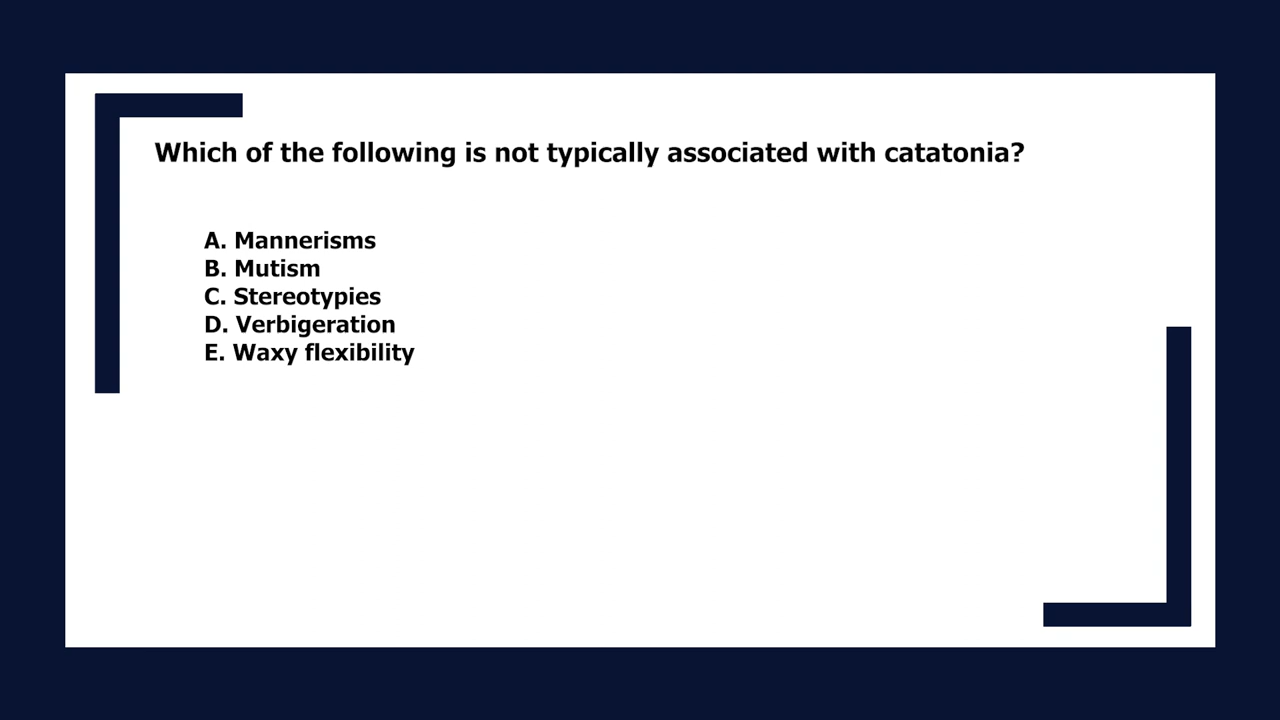 Which of the following is not typically associated with catatonia?
A. Mannerisms
B. Mutism
C. Stereotypies
D. Verbigeration
E. Waxy flexibility